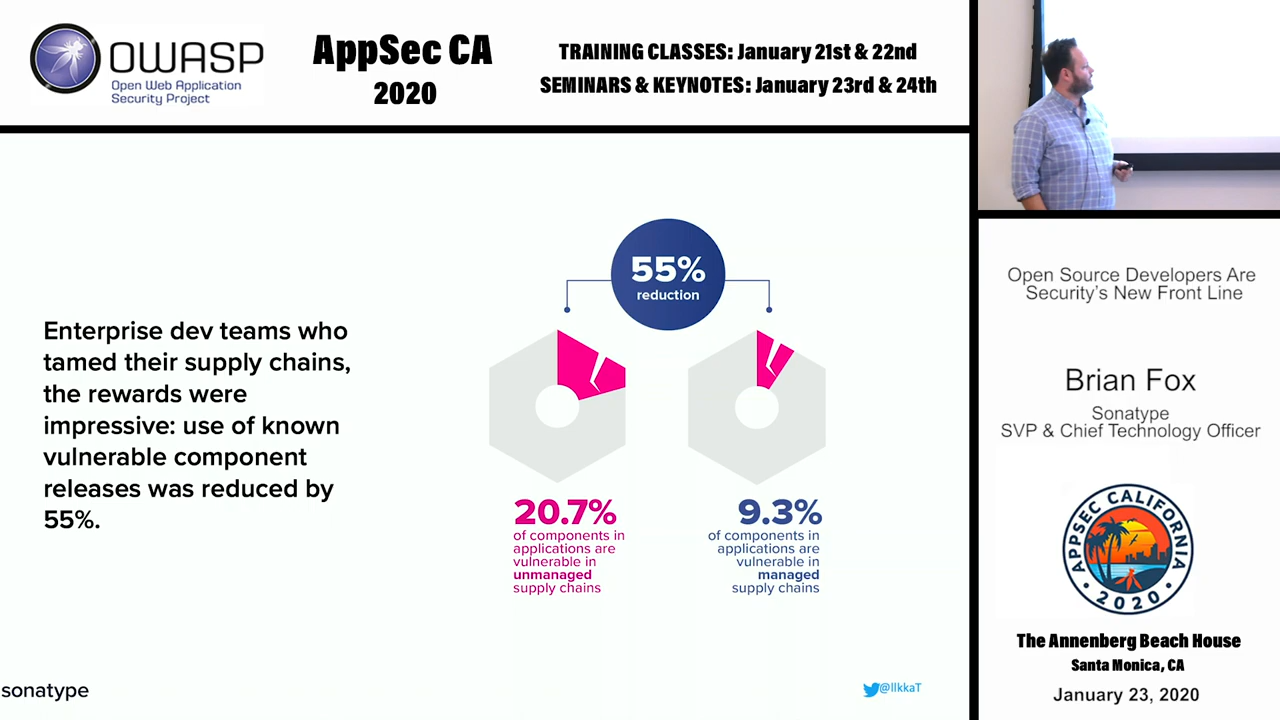 OWASP
Open Web Application
Security Project
AppSec CA
2020
TRAINING CLASSES: January 21st & 22nd
SEMINARS & KEYNOTES: January 23rd & 24th
Enterprise dev teams who
tamed their supply chains,
the rewards were
impressive: use of known
vulnerable component
releases was reduced by
55%.
55%
reduction
20.7%
of components in
applications are
vulnerable in
unmanaged
supply chains
9.3%
of components in
applications are
vulnerable in
managed
supply chains
sonatype
@IlkkaT
Open Source Developers Are
Security's New Front Line
Brian Fox
Sonatype
SVP & Chief Technology Officer
APPSEC CALIFORNIA
• 2020 •
The Annenberg Beach House
Santa Monica, CA
January 23, 2020